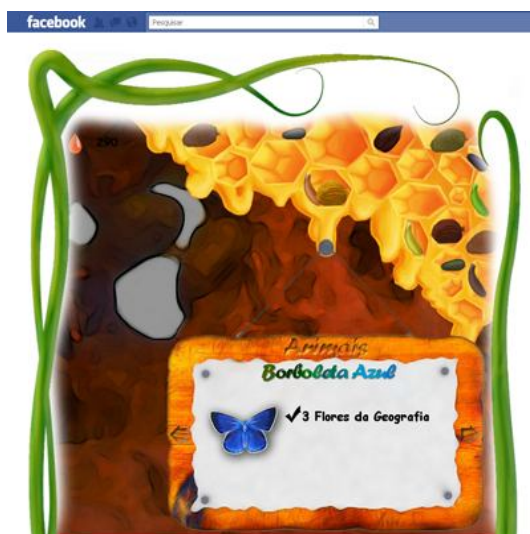 facebook
Pesquisar
290
Animais
Borboleta Azul
✓3 Flores da Geografia